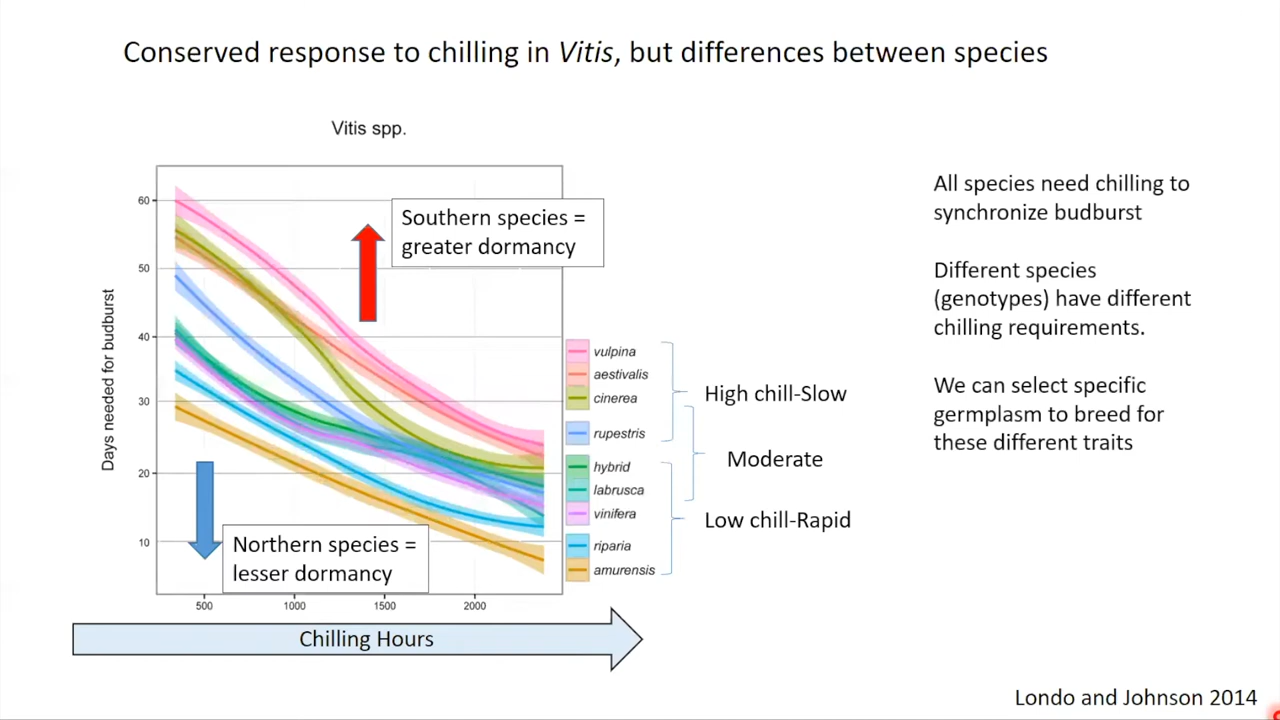 Conserved response to chilling in Vitis, but differences between species
Vitis spp.
Days needed for budburst
60
50
40
30
20
10
500
1000
1500
2000
Southern species =
greater dormancy
Northern species =
lesser dormancy
Chilling Hours
vulpina
aestivalis
cinerea
rupestris
hybrid
labrusca
vinifera
riparia
amurensis
High chill-Slow
Moderate
Low chill-Rapid
All species need chilling to
synchronize budburst
Different species
(genotypes) have different
chilling requirements.
We can select specific
germplasm to breed for
these different traits
Londo and Johnson 2014